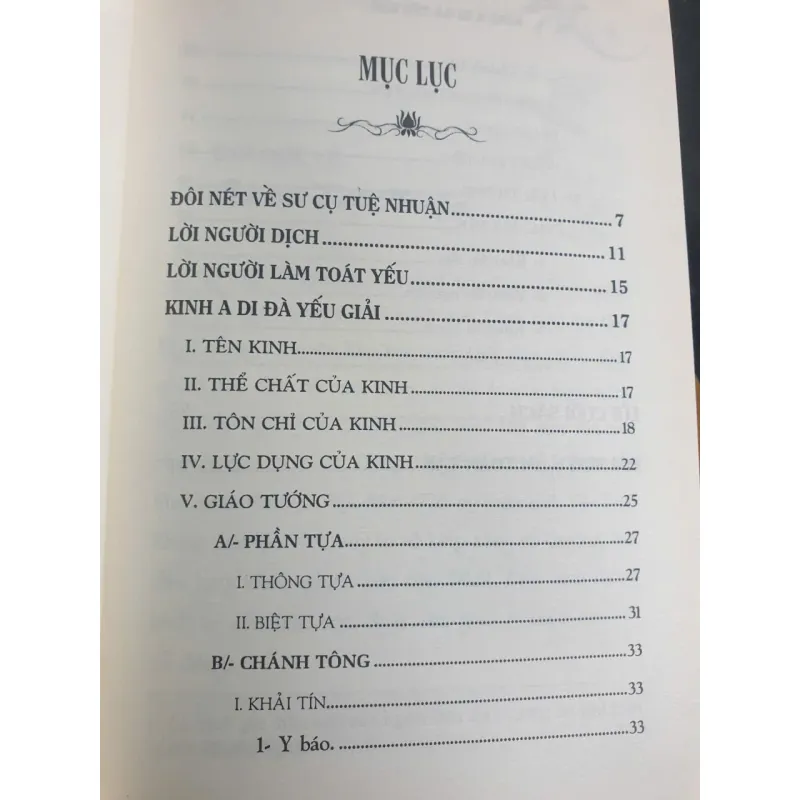 MỤC LỤC
ĐÔI NÉT VỀ SƯ CỤ TUỆ NHUẬN 7
LỜI NGƯỜI DỊCH 11
LỜI NGƯỜI LÀM TOÁT YẾU 15
KINH A DI ĐÀ YẾU GIẢI 17
I. TÊN KINH 17
II. THỂ CHẤT CỦA KINH 17
III. TÔN CHỈ CỦA KINH 18
IV. LỰC DỤNG CỦA KINH 22
V. GIÁO TƯỚNG 25
A/- PHẦN TỰA 27
I. THÔNG TỰA 27
II. BIỆT TỰA 31
B/- CHÁNH TÔNG 33
I. KHẢI TÍN 33
1- Y báo. 33